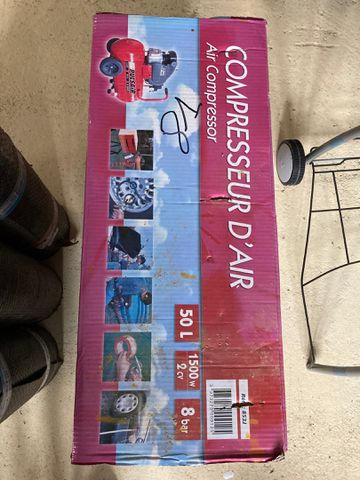 COMPRESSEUR D'AIR
Air Compressor
50 L
1500 W
2 CV
8 bar